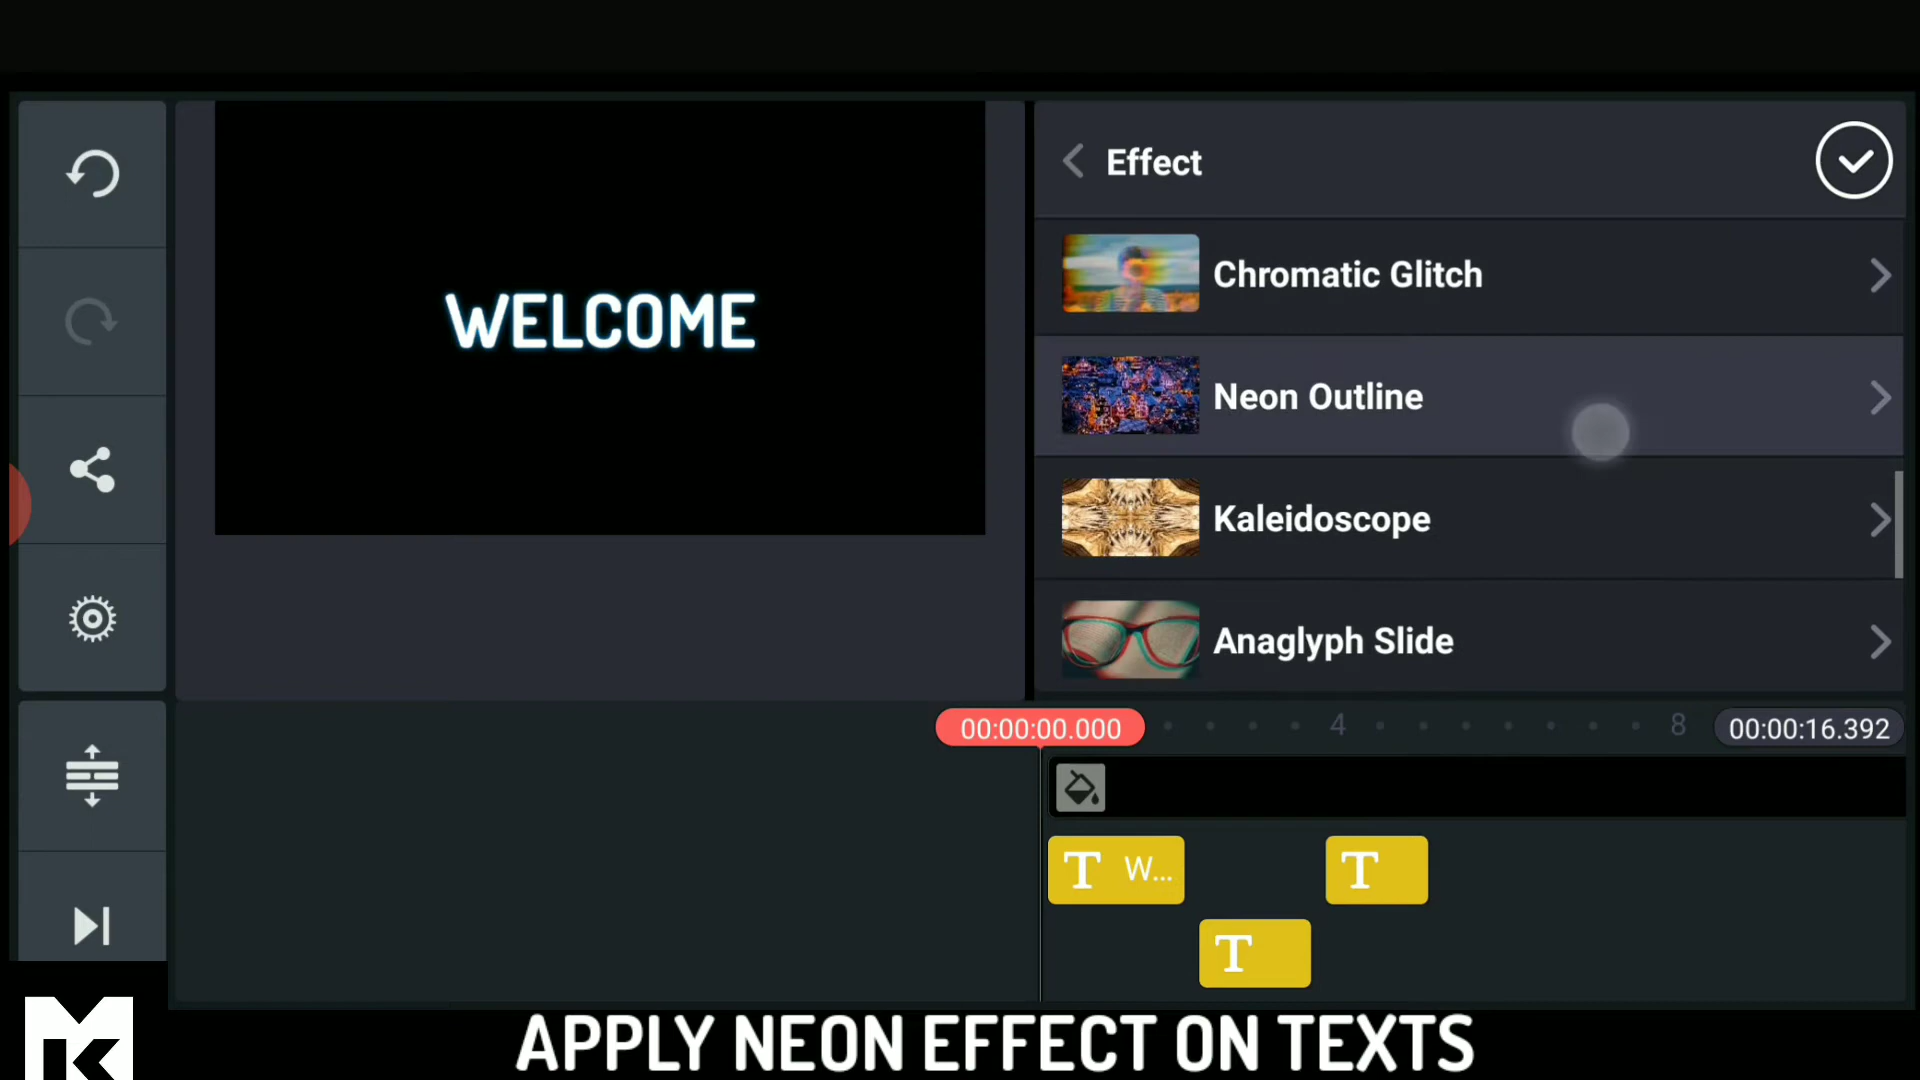 Effect
WELCOME
Chromatic Glitch
Neon Outline
Kaleidoscope
Anaglyph Slide
00:00:00.000 4 8 00:00:16.392
T W... T
T
MK
APPLY NEON EFFECT ON TEXTS